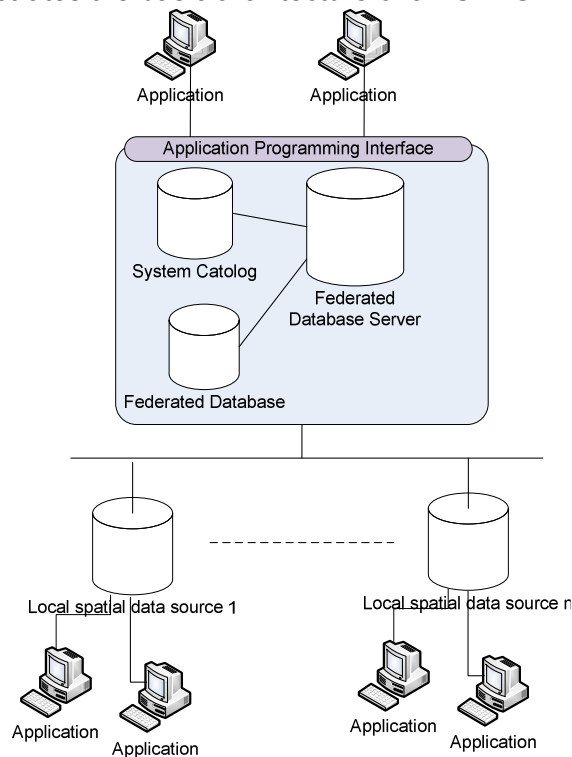 Application
Application
Application Programming Interface
System Catolog
Federated
Database Server
Federated Database
Local spatial data source 1
Local spatial data source n
Application
Application
Application
Application